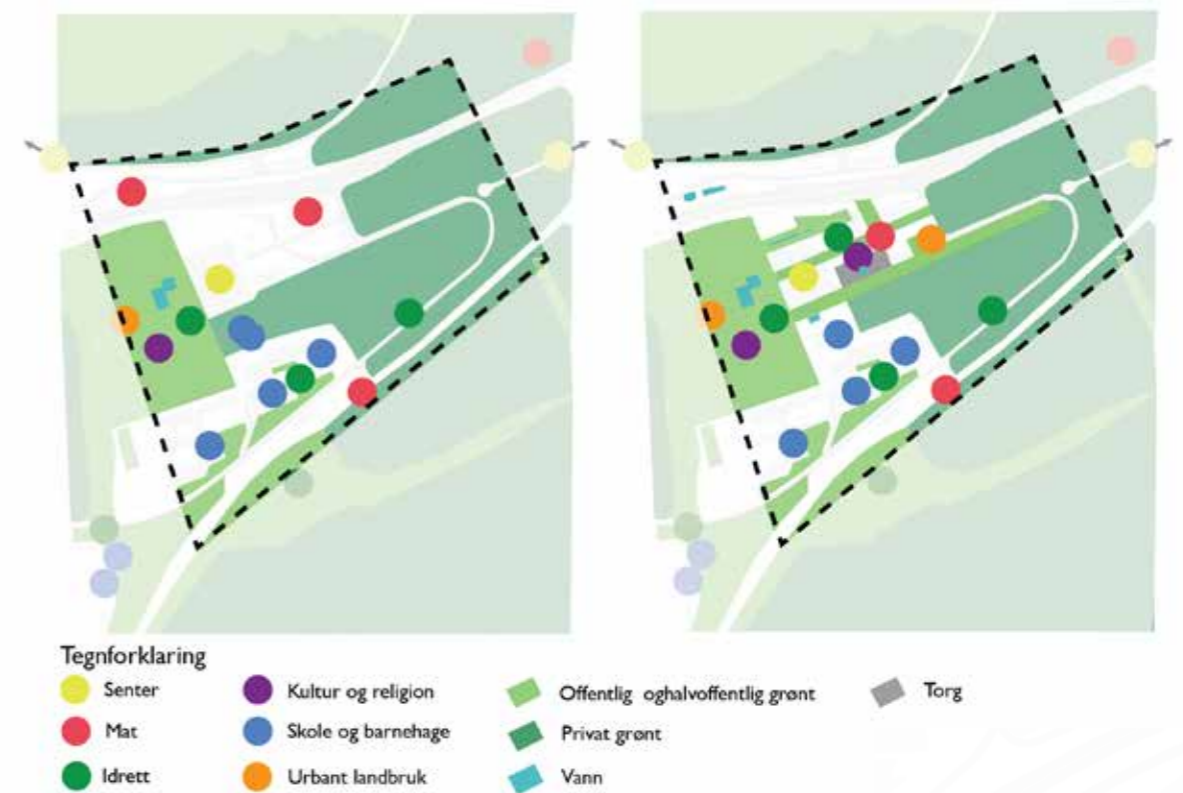 Tegnforklaring
Senter
Mat
Idrett
Kultur og religion
Skole og barnehage
Urbant landbruk
Offentlig oghalvoffentlig grønt
Privat grønt
Vann
Torg